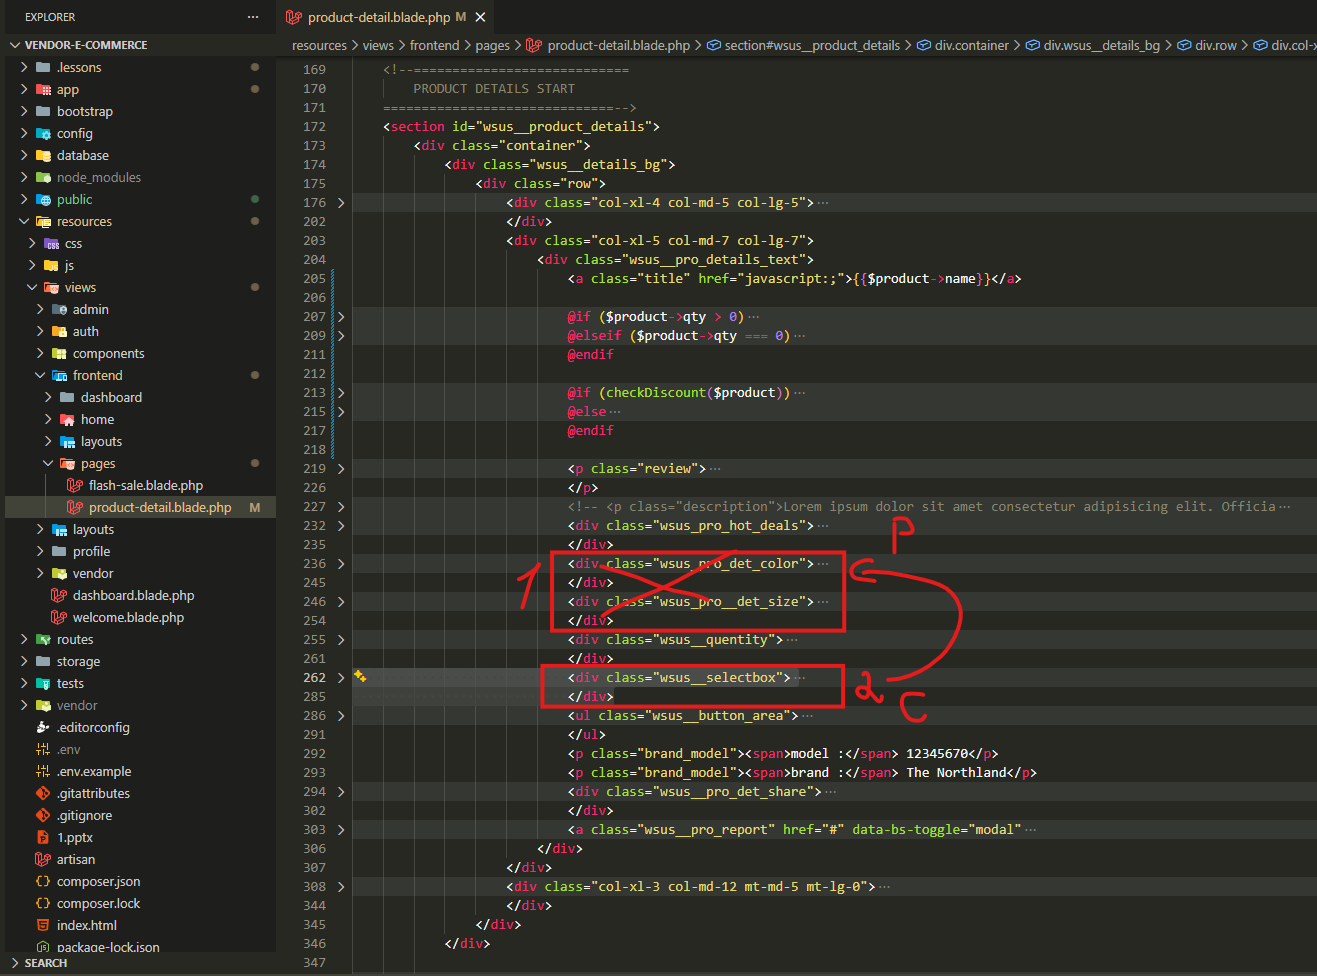 EXPLORER ···
VENDOR-E-COMMERCE
.lessons
app
bootstrap
config
database
node_modules
public
resources
css
js
views
admin
auth
components
frontend
dashboard
home
layouts
pages
flash-sale.blade.php
product-detail.blade.php M
layouts
profile
vendor
dashboard.blade.php
welcome.blade.php
routes
storage
tests
vendor
.editorconfig
.env
.env.example
.gitattributes
.gitignore
1.pptx
artisan
composer.json
composer.lock
index.html
package-lock.json
SEARCH
product-detail.blade.php M
resources > views > frontend > pages > product-detail.blade.php > section#wsus__product_details > div.container > div.wsus__details_bg > div.row > div.col-x
169 <!--============================
170 PRODUCT DETAILS START
171 ==============================-->
172 <section id="wsus__product_details">
173 <div class="container">
174 <div class="wsus__details_bg">
175 <div class="row">
176 <div class="col-xl-4 col-md-5 col-lg-5">···
202 </div>
203 <div class="col-xl-5 col-md-7 col-lg-7">
204 <div class="wsus__pro_details_text">
205 <a class="title" href="javascript:;">{{$product->name}}</a>
206
207 @if ($product->qty > 0)···
209 @elseif ($product->qty === 0)···
211 @endif
212
213 @if (checkDiscount($product))···
215 @else···
217 @endif
218
219 <p class="review">···
226 </p>
227 <!-- <p class="description">Lorem ipsum dolor sit amet consectetur adipisicing elit. Officia···
232 <div class="wsus_pro_hot_deals">···
235 </div>
P
236 <div class="wsus_pro_det_color">···
1
245 </div>
246 <div class="wsus_pro__det_size">···
254 </div>
255 <div class="wsus__quentity">···
261 </div>
262 <div class="wsus__selectbox">···
2
285 </div>
C
286 <ul class="wsus__button_area">···
291 </ul>
292 <p class="brand_model"><span>model :</span> 12345670</p>
293 <p class="brand_model"><span>brand :</span> The Northland</p>
294 <div class="wsus__pro_det_share">···
302 </div>
303 <a class="wsus__pro_report" href="#" data-bs-toggle="modal"···
306 </div>
307 </div>
308 <div class="col-xl-3 col-md-12 mt-md-5 mt-lg-0">···
344 </div>
345 </div>
346 </div>
347